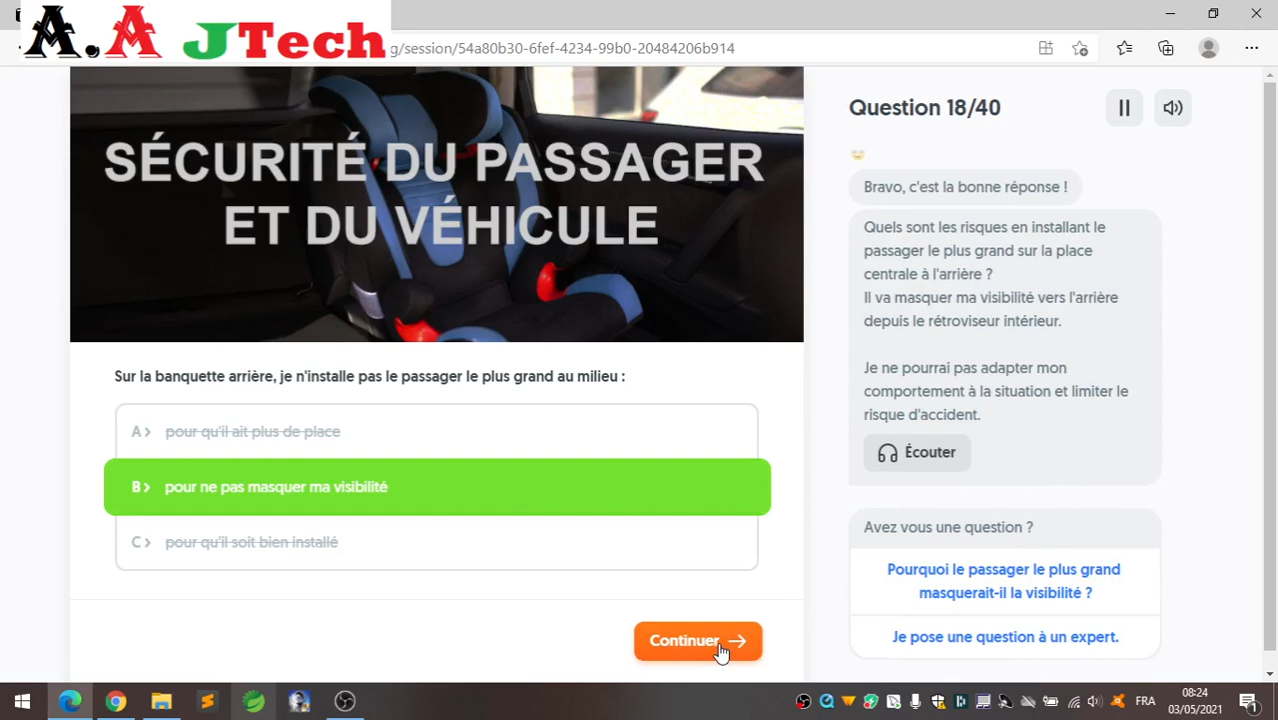 A.A JTech
g/session/54a80b30-6fef-4234-99b0-20484206b914
SÉCURITÉ DU PASSAGER
ET DU VÉHICULE
Sur la banquette arrière, je n'installe pas le passager le plus grand au milieu :
A > pour qu'il ait plus de place
B > pour ne pas masquer ma visibilité
C > pour qu'il soit bien installé
Continuer →
Question 18/40
Bravo, c'est la bonne réponse !
Quels sont les risques en installant le
passager le plus grand sur la place
centrale à l'arrière ?
Il va masquer ma visibilité vers l'arrière
depuis le rétroviseur intérieur.
Je ne pourrai pas adapter mon
comportement à la situation et limiter le
risque d'accident.
Écouter
Avez vous une question ?
Pourquoi le passager le plus grand
masquerait-il la visibilité ?
Je pose une question à un expert.
FRA
08:24
03/05/2021
1